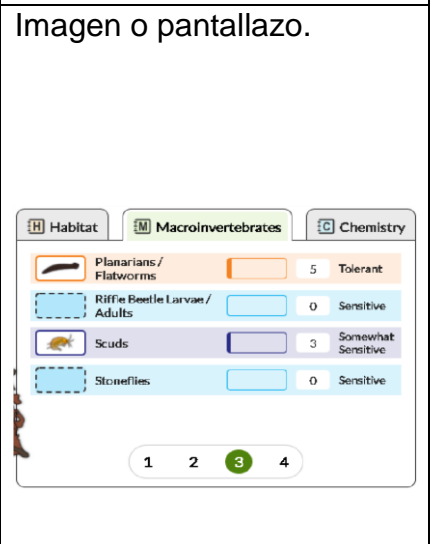 Imagen o pantallazo.
H Habitat M Macroinvertebrates C Chemistry
Planarians /
Flatworms 5 Tolerant
Riffle Beetle Larvae /
Adults 0 Sensitive
Scuds 3 Somewhat
Sensitive
Stoneflies 0 Sensitive
1 2 3 4